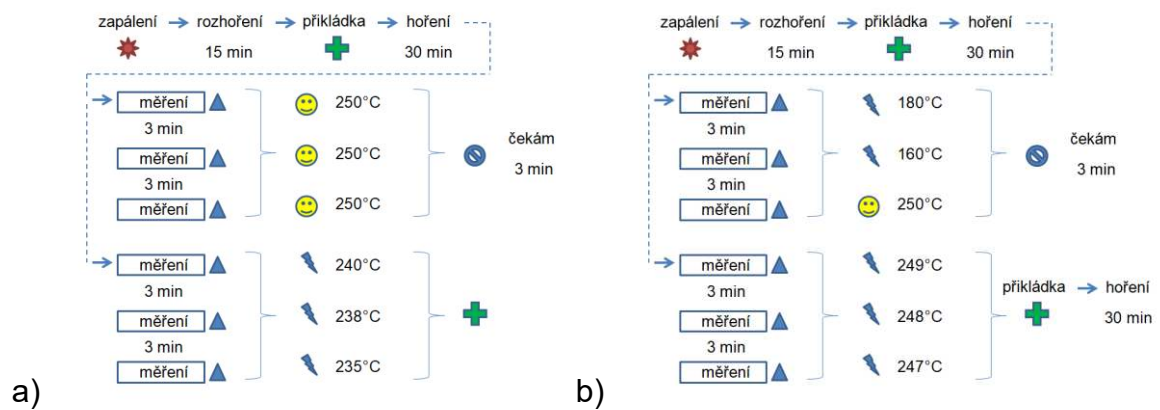 zapálení → rozhoření → přikládka → hoření
15 min 30 min
měření 250°C
3 min
měření 250°C
3 min
měření 250°C
čekám
3 min
měření 240°C
3 min
měření 238°C
3 min
měření 235°C
a)
zapálení → rozhoření → přikládka → hoření
15 min 30 min
měření 180°C
3 min
měření 160°C
3 min
měření 250°C
čekám
3 min
měření 249°C
3 min
měření 248°C
3 min
měření 247°C
přikládka → hoření
30 min
b)